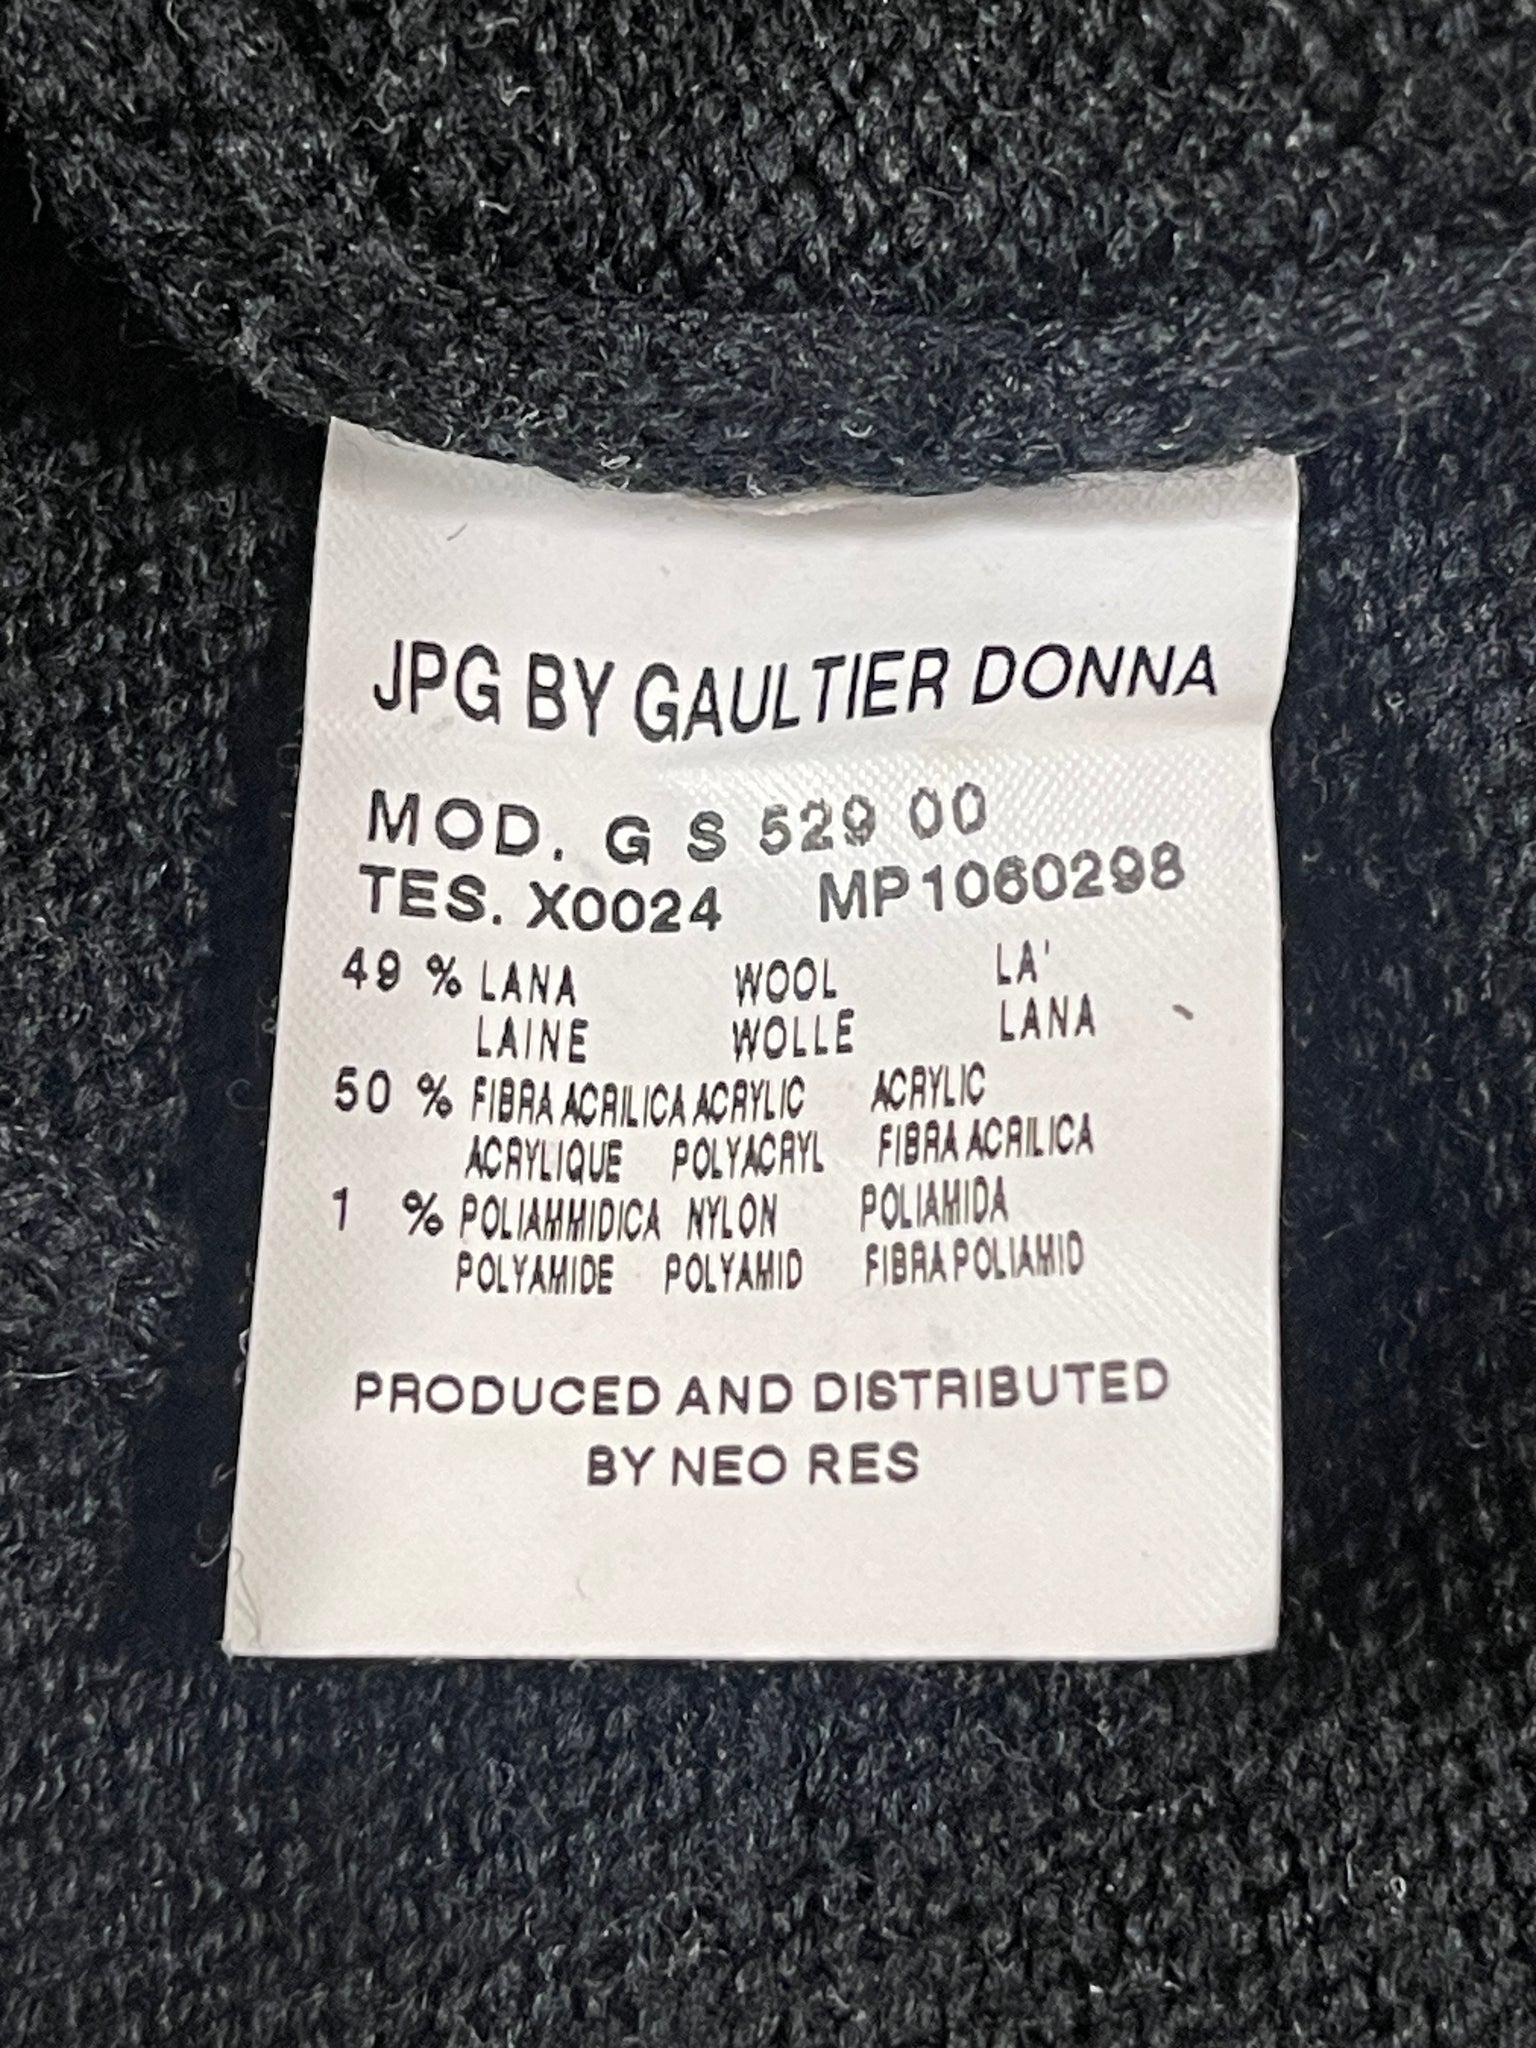 JPG BY GAULTIER DONNA
MOD. G S 529 00
TES. X0024 MP1060298
49 % LANA WOOL LA'
LAINE WOLLE LANA
50 % FIBRA ACRILICA ACRYLIC ACRYLIC
ACRYLIQUE POLYACRYL FIBRA ACRILICA
1 % POLIAMMIDICA NYLON POLIAMIDA
POLYAMIDE POLYAMID FIBRA POLIAMID
PRODUCED AND DISTRIBUTED
BY NEO RES